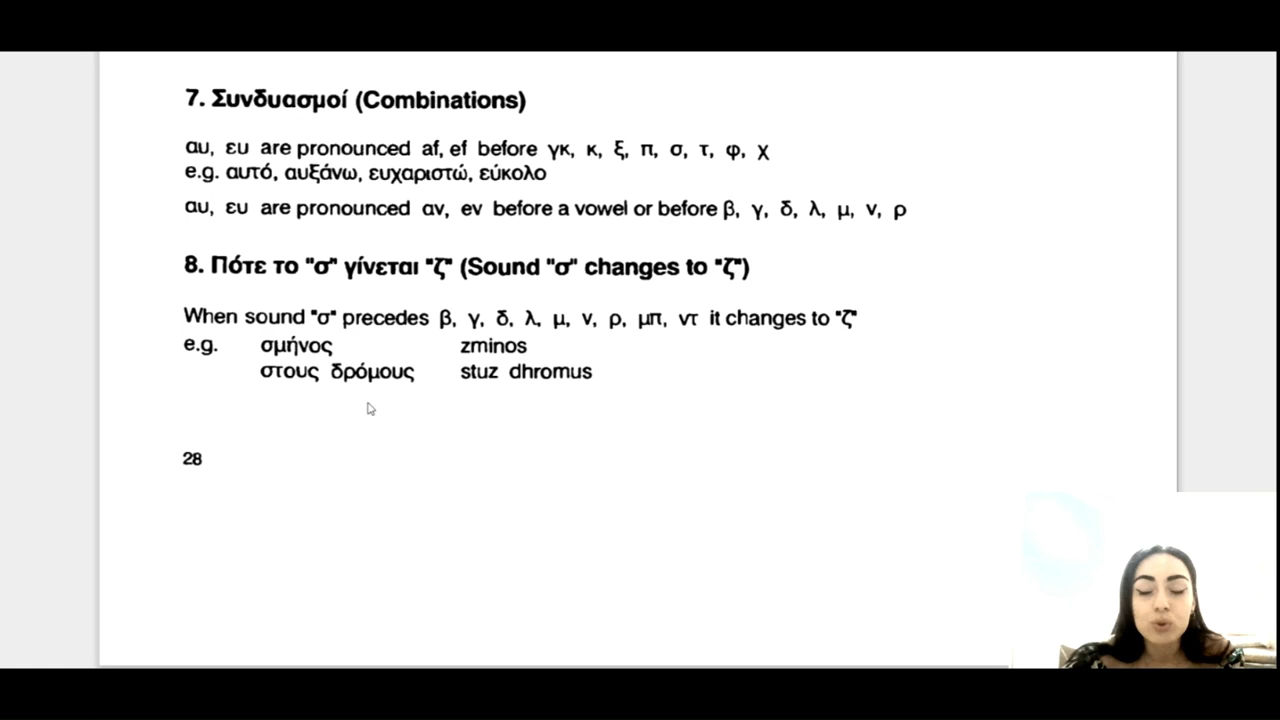 7. Συνδυασμοί (Combinations)
αυ, ευ are pronounced af, ef before γκ, κ, ξ, π, σ, τ, φ, χ
e.g. αυτό, αυξάνω, ευχαριστώ, εύκολο
αυ, ευ are pronounced αv, ev before a vowel or before β, γ, δ, λ, μ, ν, ρ
8. Πότε το "σ" γίνεται "ζ" (Sound "σ" changes to "ζ")
When sound "σ" precedes β, γ, δ, λ, μ, ν, ρ, μπ, ντ it changes to "ζ"
e.g. σμήνος zminos
στους δρόμους stuz dhromus
28